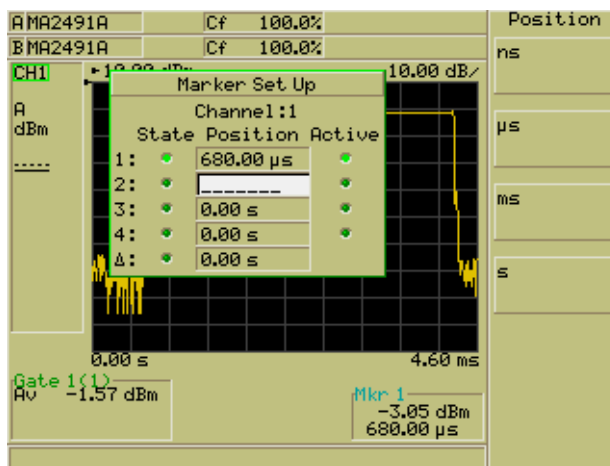 A MA2491A Cf 100.0%
B MA2491A Cf 100.0%
Position
ns
µs
ms
s
CH1
10.00 dB/
A
dBm
-----
Marker Set Up
Channel:1
State Position Active
1: 680.00 µs
2: _______
3: 0.00 s
4: 0.00 s
Δ: 0.00 s
0.00 s 4.60 ms
Gate 1(1)
Av -1.57 dBm
Mkr 1
-3.05 dBm
680.00 µs